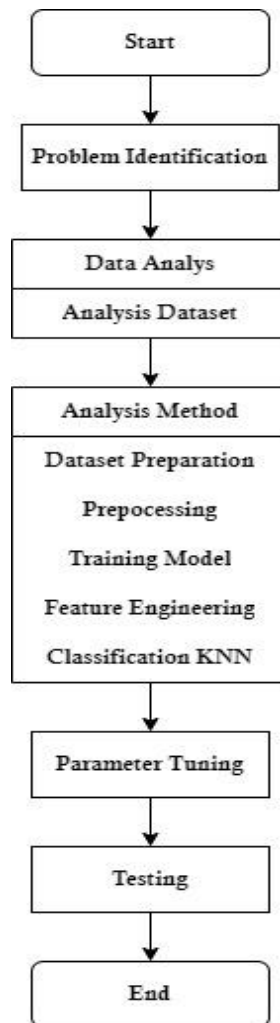 Start
Problem Identification
Data Analys
Analysis Dataset
Analysis Method
Dataset Preparation
Prepocessing
Training Model
Feature Engineering
Classification KNN
Parameter Tuning
Testing
End